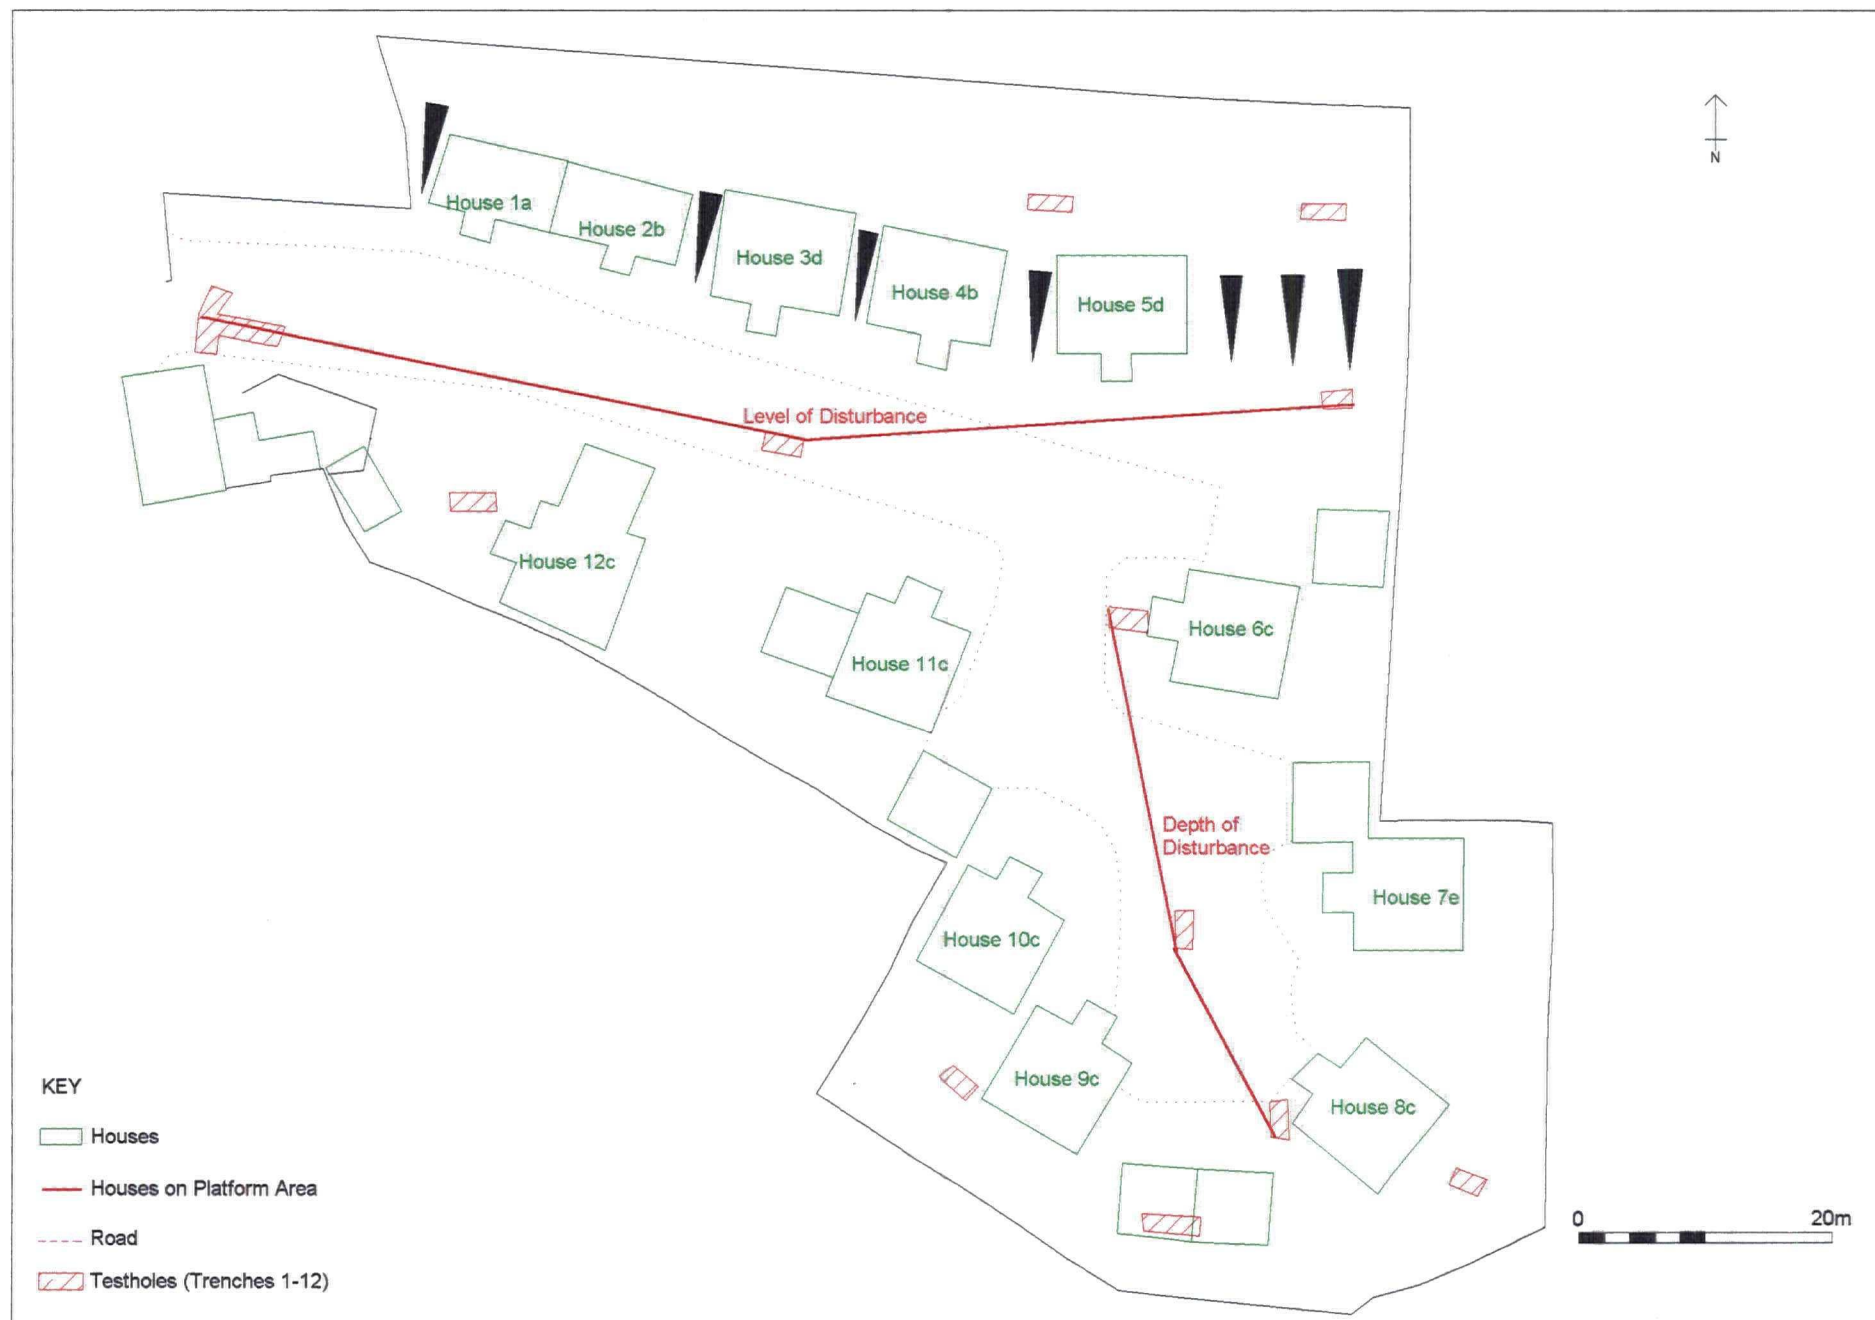 N
House 1a
House 2b
House 3d
House 4b
House 5d
Level of Disturbance
House 12c
House 11c
House 6c
Depth of
Disturbance
House 7e
House 10c
House 9c
House 8c
KEY
Houses
Houses on Platform Area
Road
Testholes (Trenches 1-12)
0 20m